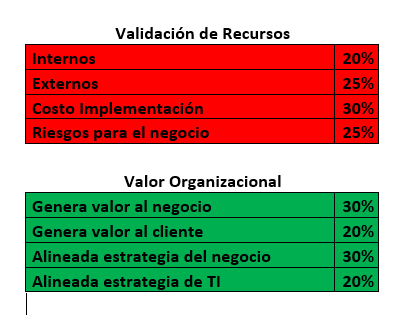 Validación de Recursos
Internos 20%
Externos 25%
Costo Implementación 30%
Riesgos para el negocio 25%
Valor Organizacional
Genera valor al negocio 30%
Genera valor al cliente 20%
Alineada estrategia del negocio 30%
Alineada estrategia de TI 20%